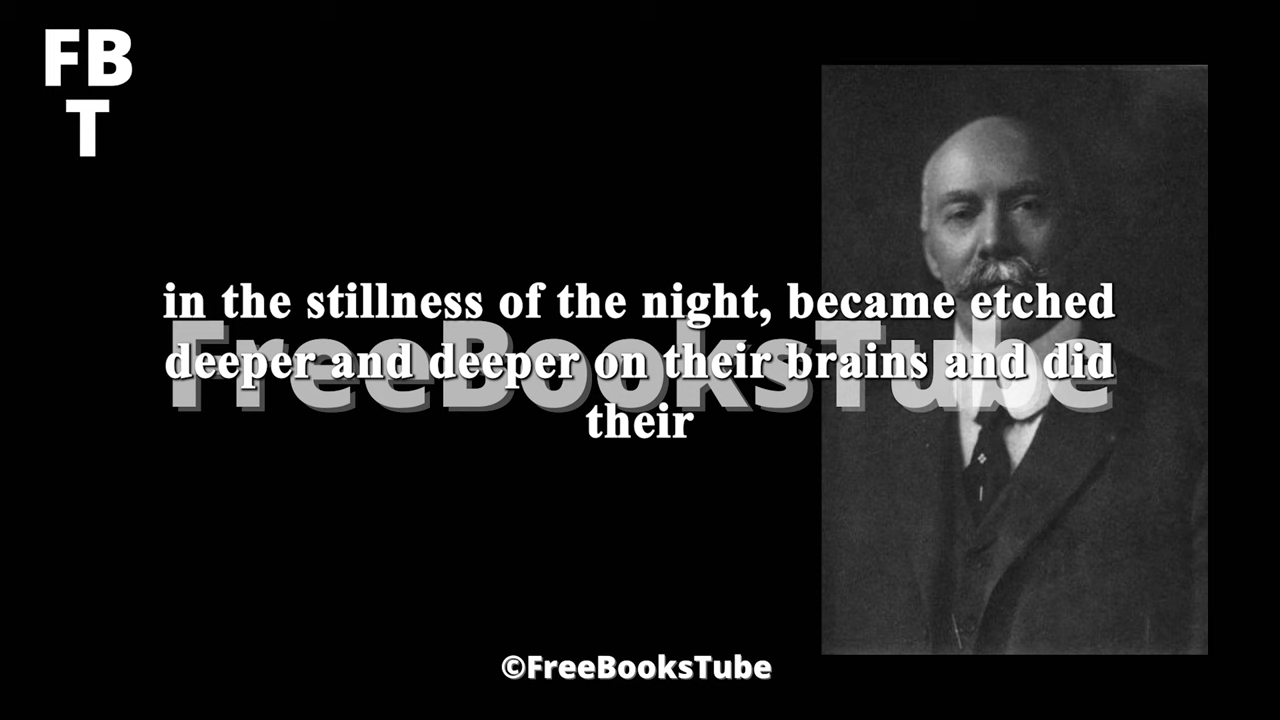 FB
T
in the stillness of the night, became etched
deeper and deeper on their brains and did
their
FreeBooksTube
©FreeBooksTube